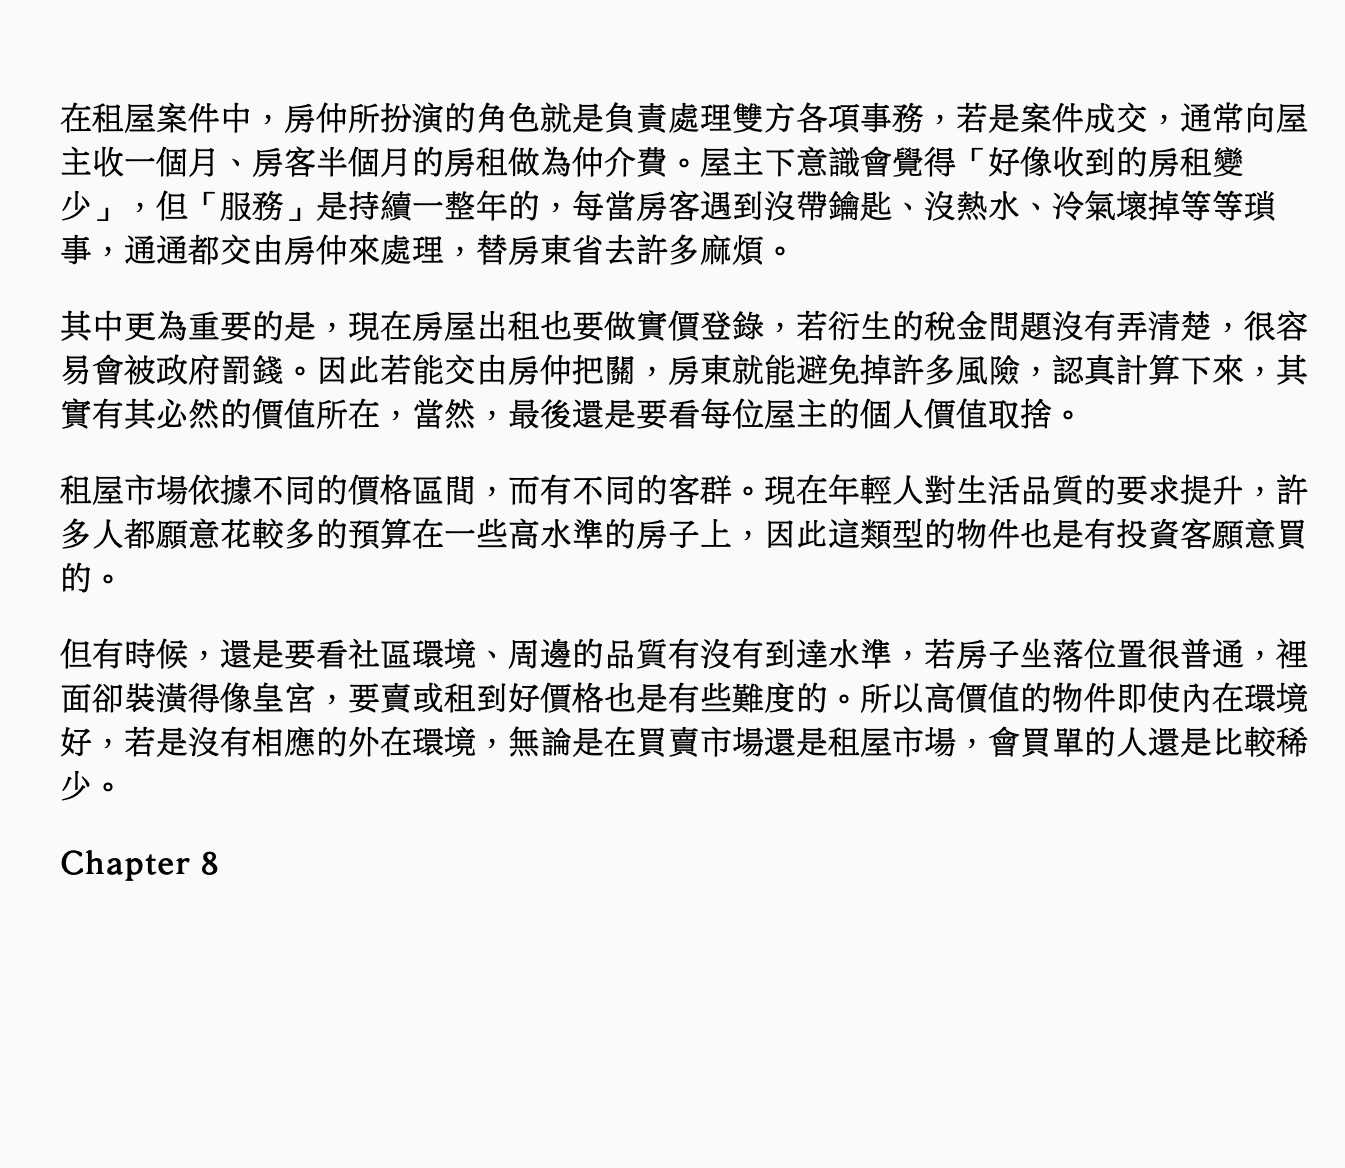 在租屋案件中，房仲所扮演的角色就是負責處理雙方各項事務，若是案件成交，通常向屋
主收一個月、房客半個月的房租做為仲介費。屋主下意識會覺得「好像收到的房租變
少」，但「服務」是持續一整年的，每當房客遇到沒帶鑰匙、沒熱水、冷氣壞掉等等瑣
事，通通都交由房仲來處理，替房東省去許多麻煩。
其中更為重要的是，現在房屋出租也要做實價登錄，若衍生的稅金問題沒有弄清楚，很容
易會被政府罰錢。因此若能交由房仲把關，房東就能避免掉許多風險，認真計算下來，其
實有其必然的價值所在，當然，最後還是要看每位屋主的個人價值取捨。
租屋市場依據不同的價格區間，而有不同的客群。現在年輕人對生活品質的要求提升，許
多人都願意花較多的預算在一些高水準的房子上，因此這類型的物件也是有投資客願意買
的。
但有時候，還是要看社區環境、周邊的品質有沒有到達水準，若房子坐落位置很普通，裡
面卻裝潢得像皇宮，要賣或租到好價格也是有些難度的。所以高價值的物件即使內在環境
好，若是沒有相應的外在環境，無論是在買賣市場還是租屋市場，會買單的人還是比較稀
少。
Chapter 8